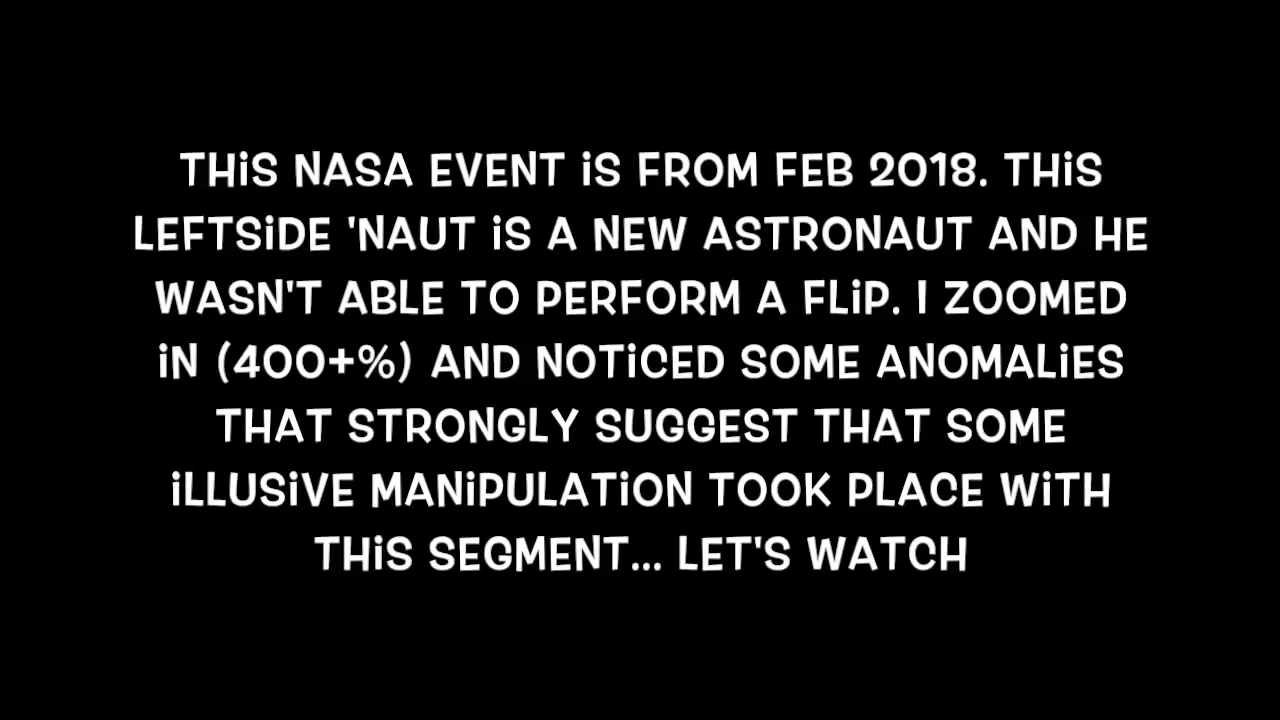 THiS NASA EVENT iS FROM FEB 2018. THiS
LEFTSiDE 'NAUT iS A NEW ASTRONAUT AND HE
WASN'T ABLE TO PERFORM A FLiP. I ZOOMED
iN (400+%) AND NOTiCED SOME ANOMALiES
THAT STRONGLY SUGGEST THAT SOME
iLLUSiVE MANiPULATiON TOOK PLACE WiTH
THiS SEGMENT... LET'S WATCH